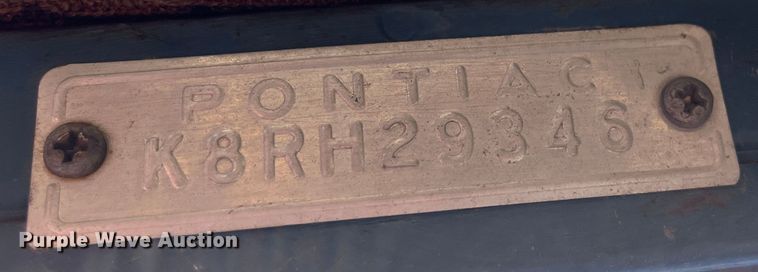 PONTIAC
K8RH29346
Purple Wave Auction